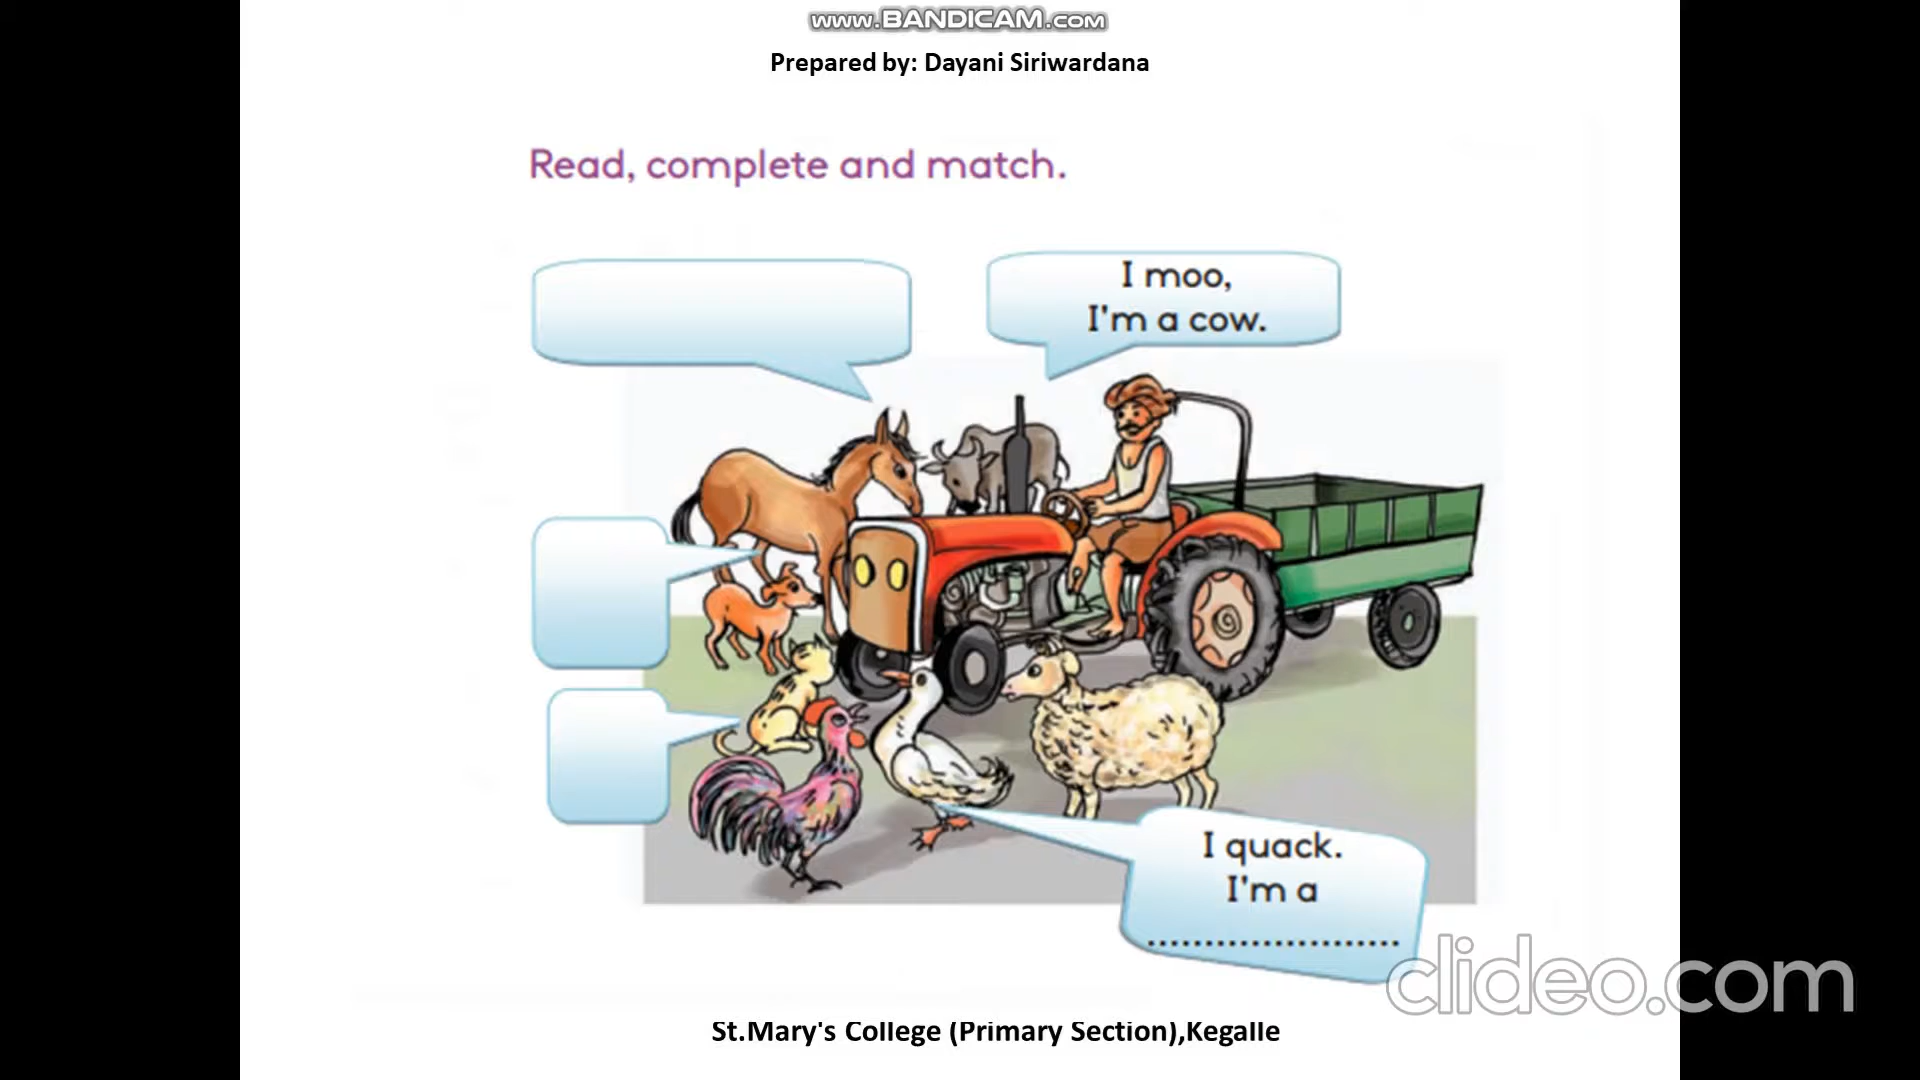 www.BANDICAM.com
Prepared by: Dayani Siriwardana
Read, complete and match.
I moo,
I'm a cow.
I quack.
I'm a
......................
clideo.com
St.Mary's College (Primary Section),Kegalle